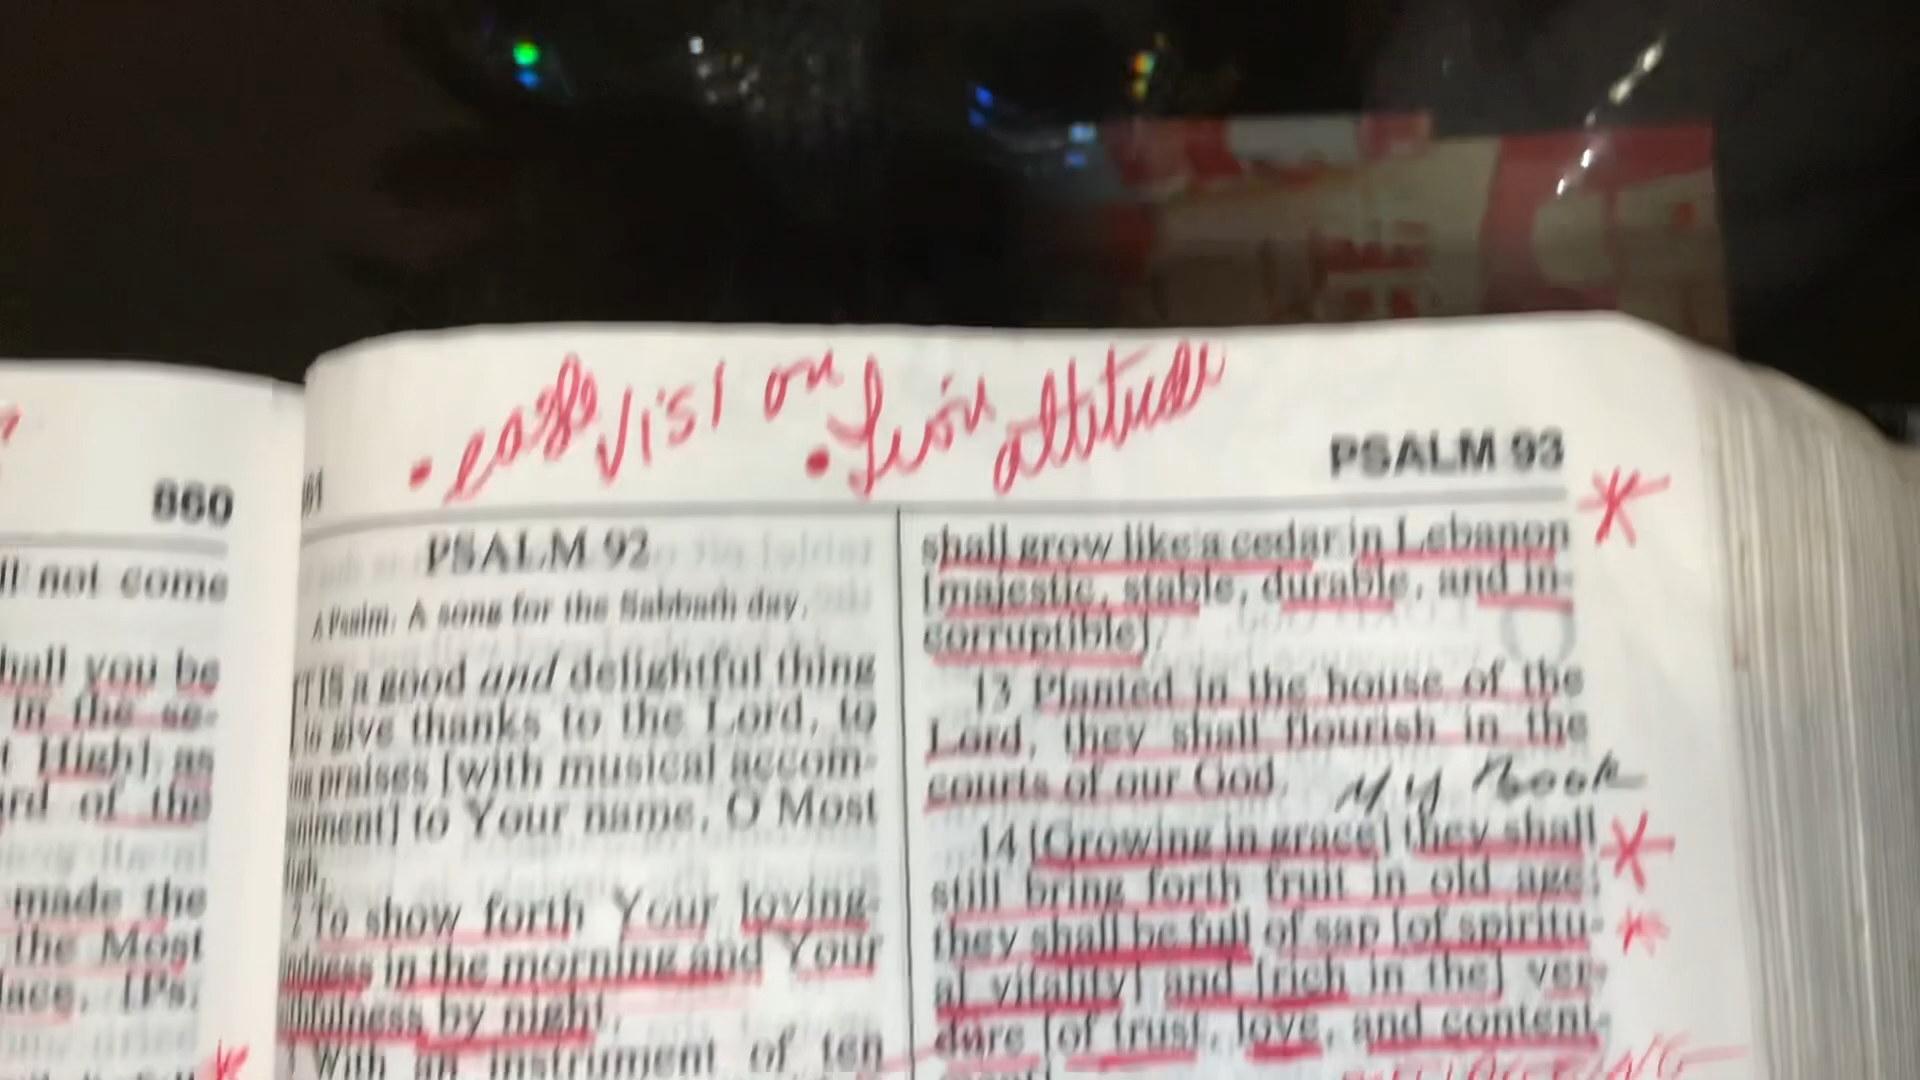 860
ll not come
hall you be
in the se-
t High] as
rd of the
made the
the Most
lace. [Ps.
• eagle vision
• Lion attitude
PSALM 93
PSALM 92
A Psalm. A song for the Sabbath day.
IT IS a good and delightful thing
to give thanks to the Lord, to
praises [with musical accom-
niment] to Your name, O Most
igh,
2 To show forth Your loving-
ndness in the morning and Your
ithfulness by night,
3 With an instrument of ten
shall grow like a cedar in Lebanon
[majestic, stable, durable, and in-
corruptible].
13 Planted in the house of the
Lord, they shall flourish in the
courts of our God.
My Book
14 [Growing in grace] they shall
still bring forth fruit in old age;
they shall be full of sap [of spiritu-
al vitality] and [rich in the] ver-
dure [of trust, love, and content-